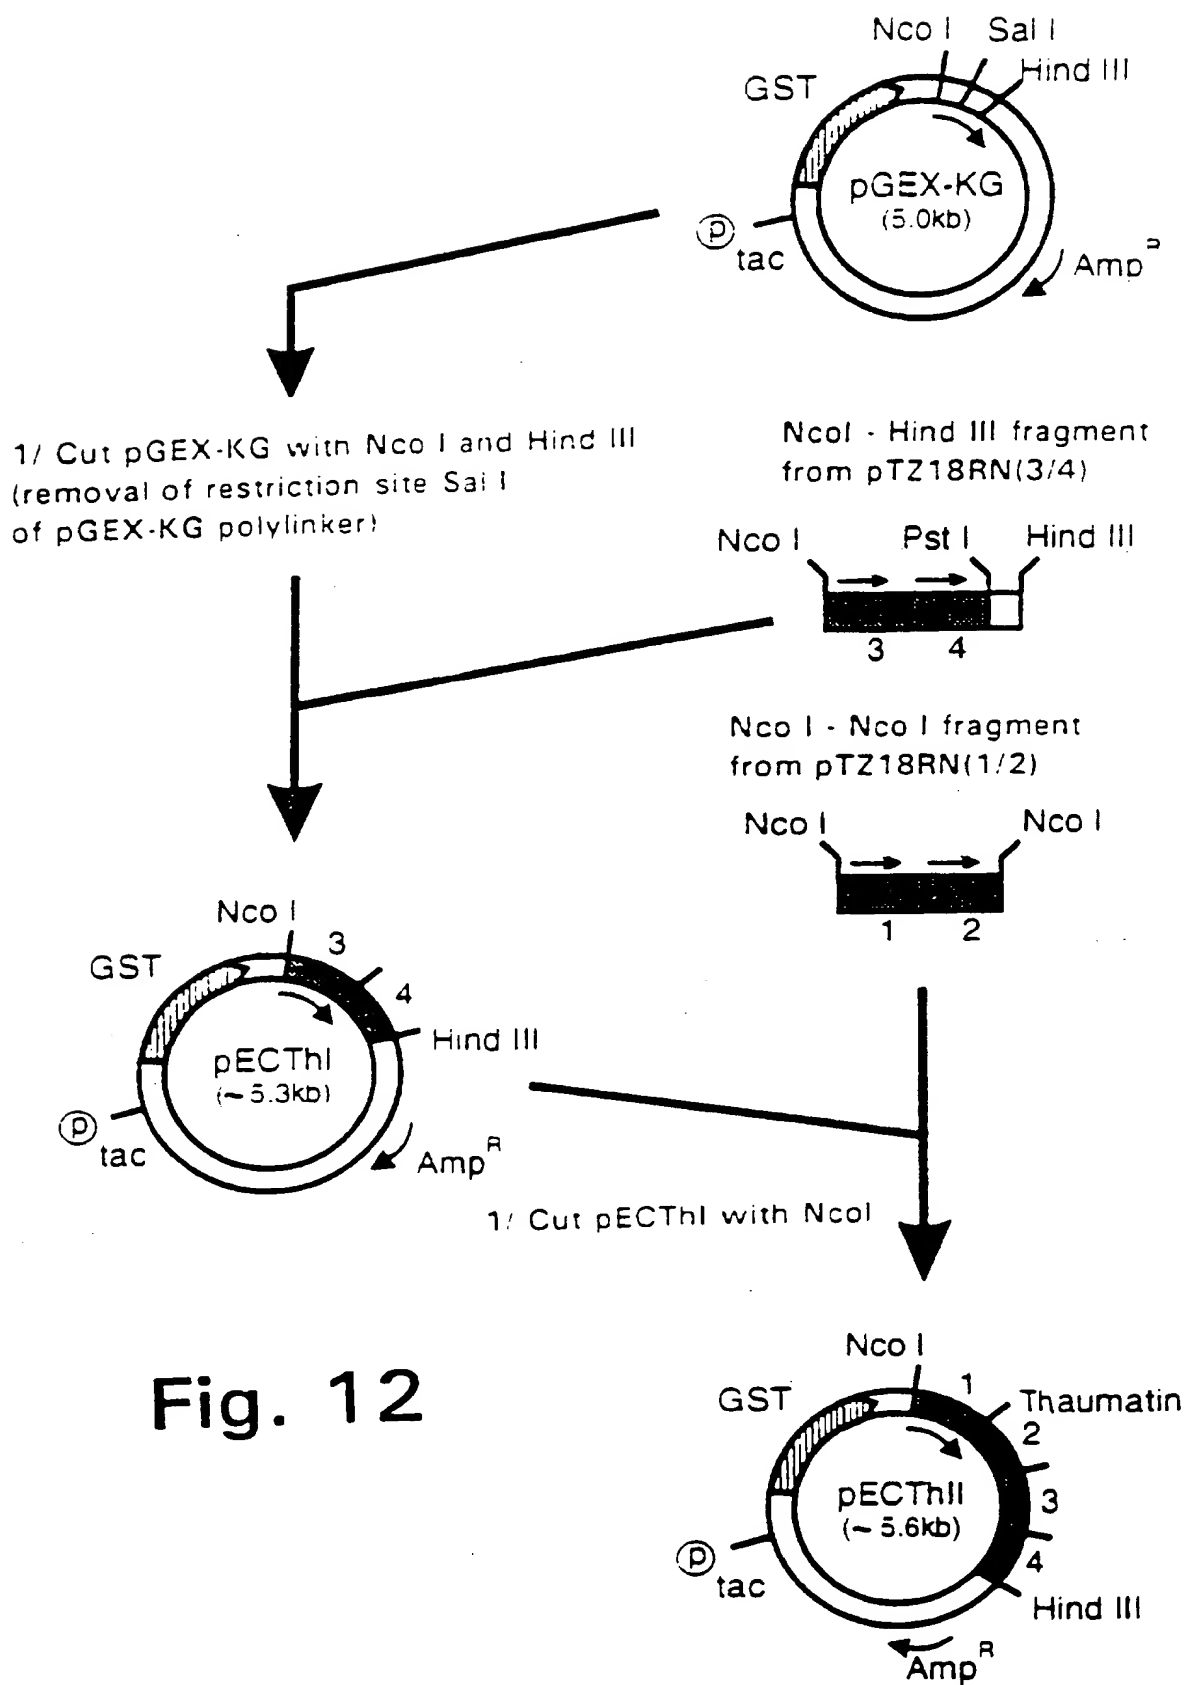 Nco I Sal I
Hind III
GST
pGEX-KG
(5.0kb)
P tac
Amp R
1/ Cut pGEX-KG with Nco I and Hind III
(removal of restriction site Sal I
of pGEX-KG polylinker)
NcoI - Hind III fragment
from pTZ18RN(3/4)
Nco I Pst I Hind III
3 4
Nco I - Nco I fragment
from pTZ18RN(1/2)
Nco I Nco I
1 2
Nco I
3
GST
4
Hind III
pECThI
(~ 5.3kb)
P tac
Amp R
1/ Cut pECThI with NcoI
Fig. 12
Nco I
GST
1
Thaumatin
2
pECThII
(~ 5.6kb)
3
4
P tac
Hind III
Amp R